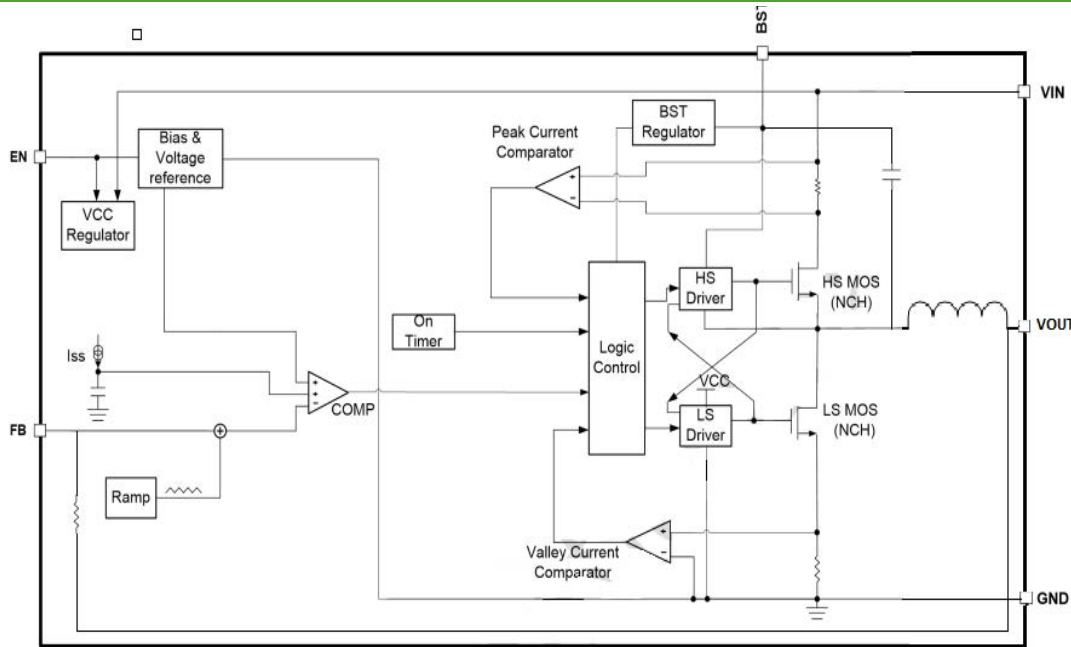 BST
VIN
BST
Regulator
Peak Current
Comparator
EN
Bias &
Voltage
reference
VCC
Regulator
HS
Driver
HS MOS
(NCH)
On
Timer
VOUT
Logic
Control
Iss
VCC
COMP
LS
Driver
LS MOS
(NCH)
FB
Ramp
Valley Current
Comparator
GND